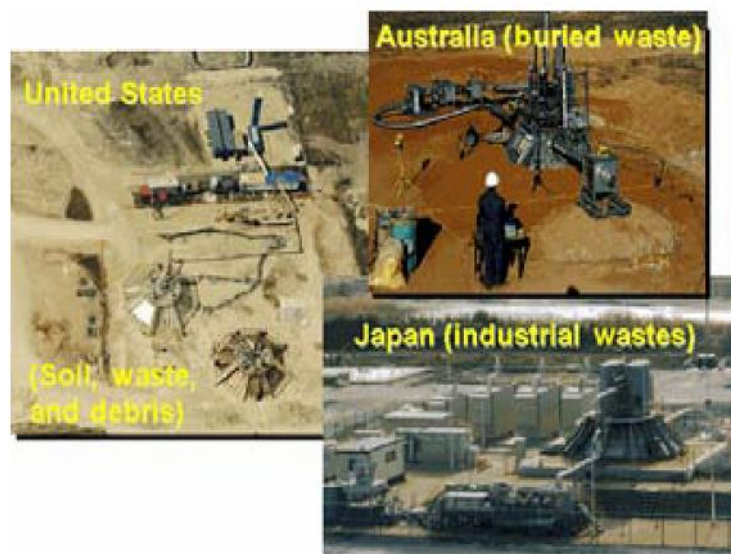 United States
(Soil, waste,
and debris)
Australia (buried waste)
Japan (industrial wastes)